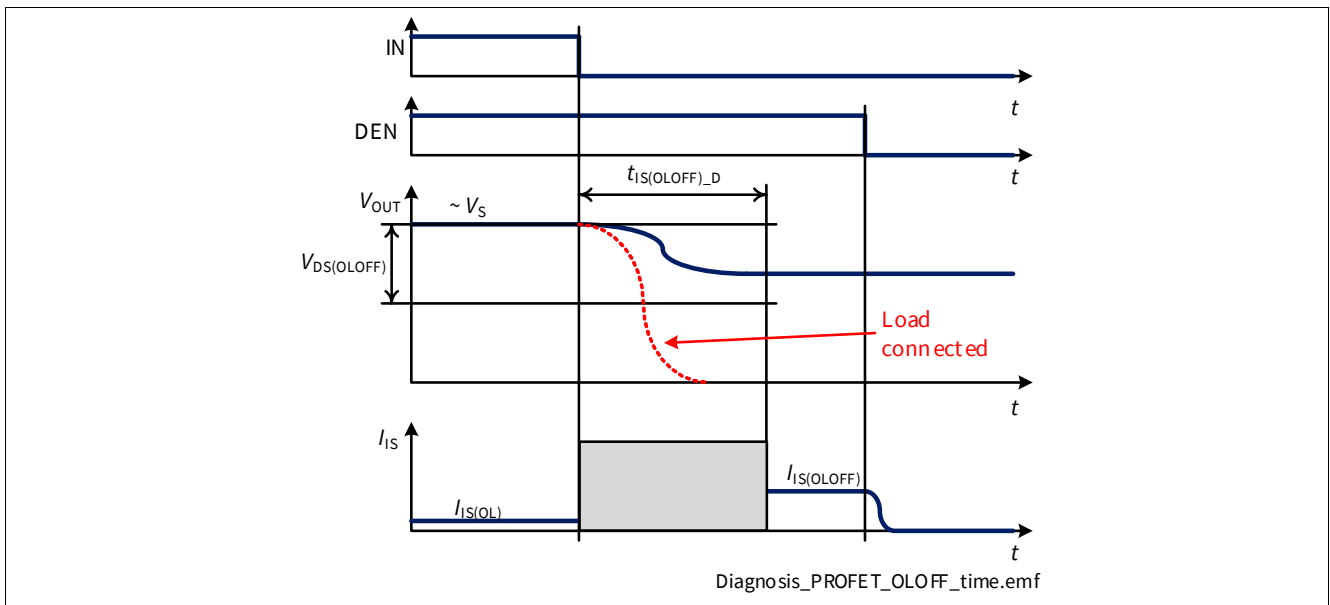 IN
t
DEN
t
tIS(OLOFF)_D
VOUT
~ VS
VDS(OLOFF)
Load
connected
t
IIS
IIS(OL)
IIS(OLOFF)
t
Diagnosis_PROFET_OLOFF_time.emf